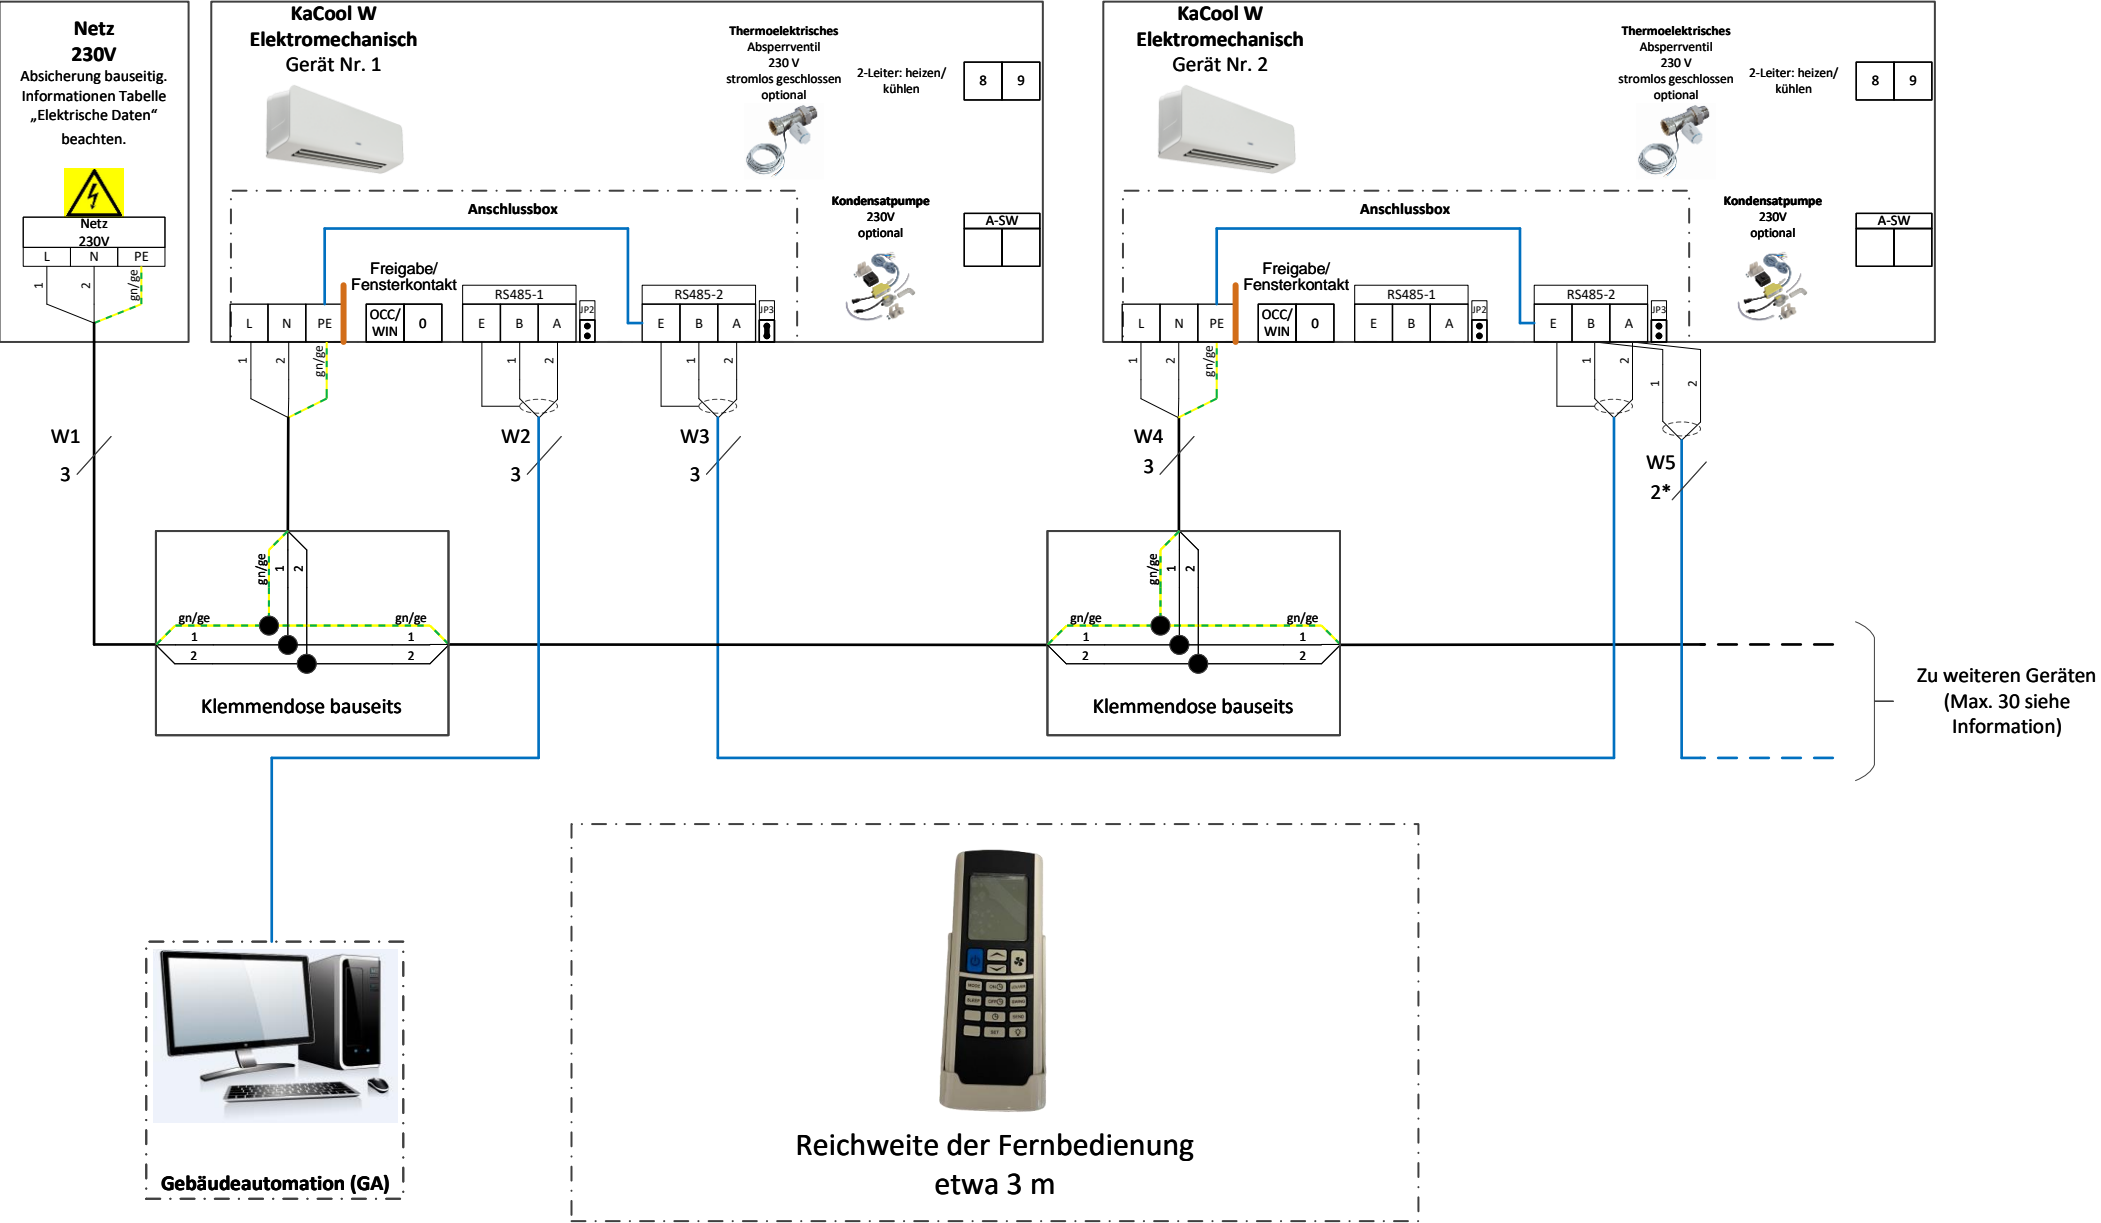 Netz
230V
Absicherung bauseitig.
Informationen Tabelle
„Elektrische Daten“
beachten.
Netz
230V
L N PE
1 2 gn/ge
W1
3
KaCool W
Elektromechanisch
Gerät Nr. 1
Thermoelektrisches
Absperrventil
230 V
stromlos geschlossen
optional
2-Leiter: heizen/
kühlen
8 9
Anschlussbox
Kondensatpumpe
230V
optional
A-SW
Freigabe/
Fensterkontakt
RS485-1
RS485-2
L N PE
OCC/
WIN
0
E B A
JP2
E B A
JP3
1 2 gn/ge
1 2
1 2
W2
3
W3
3
KaCool W
Elektromechanisch
Gerät Nr. 2
Thermoelektrisches
Absperrventil
230 V
stromlos geschlossen
optional
2-Leiter: heizen/
kühlen
8 9
Anschlussbox
Kondensatpumpe
230V
optional
A-SW
Freigabe/
Fensterkontakt
RS485-1
RS485-2
L N PE
OCC/
WIN
0
E B A
JP2
E B A
JP3
1 2 gn/ge
1 2
1 2
W4
3
W5
2*
gn/ge 1 2
gn/ge gn/ge
1 1
2 2
Klemmendose bauseits
gn/ge 1 2
gn/ge gn/ge
1 1
2 2
Klemmendose bauseits
Zu weiteren Geräten
(Max. 30 siehe
Information)
MODE ON
SLEEP OFF SWING
SEND
SET
Reichweite der Fernbedienung
etwa 3 m
Gebäudeautomation (GA)